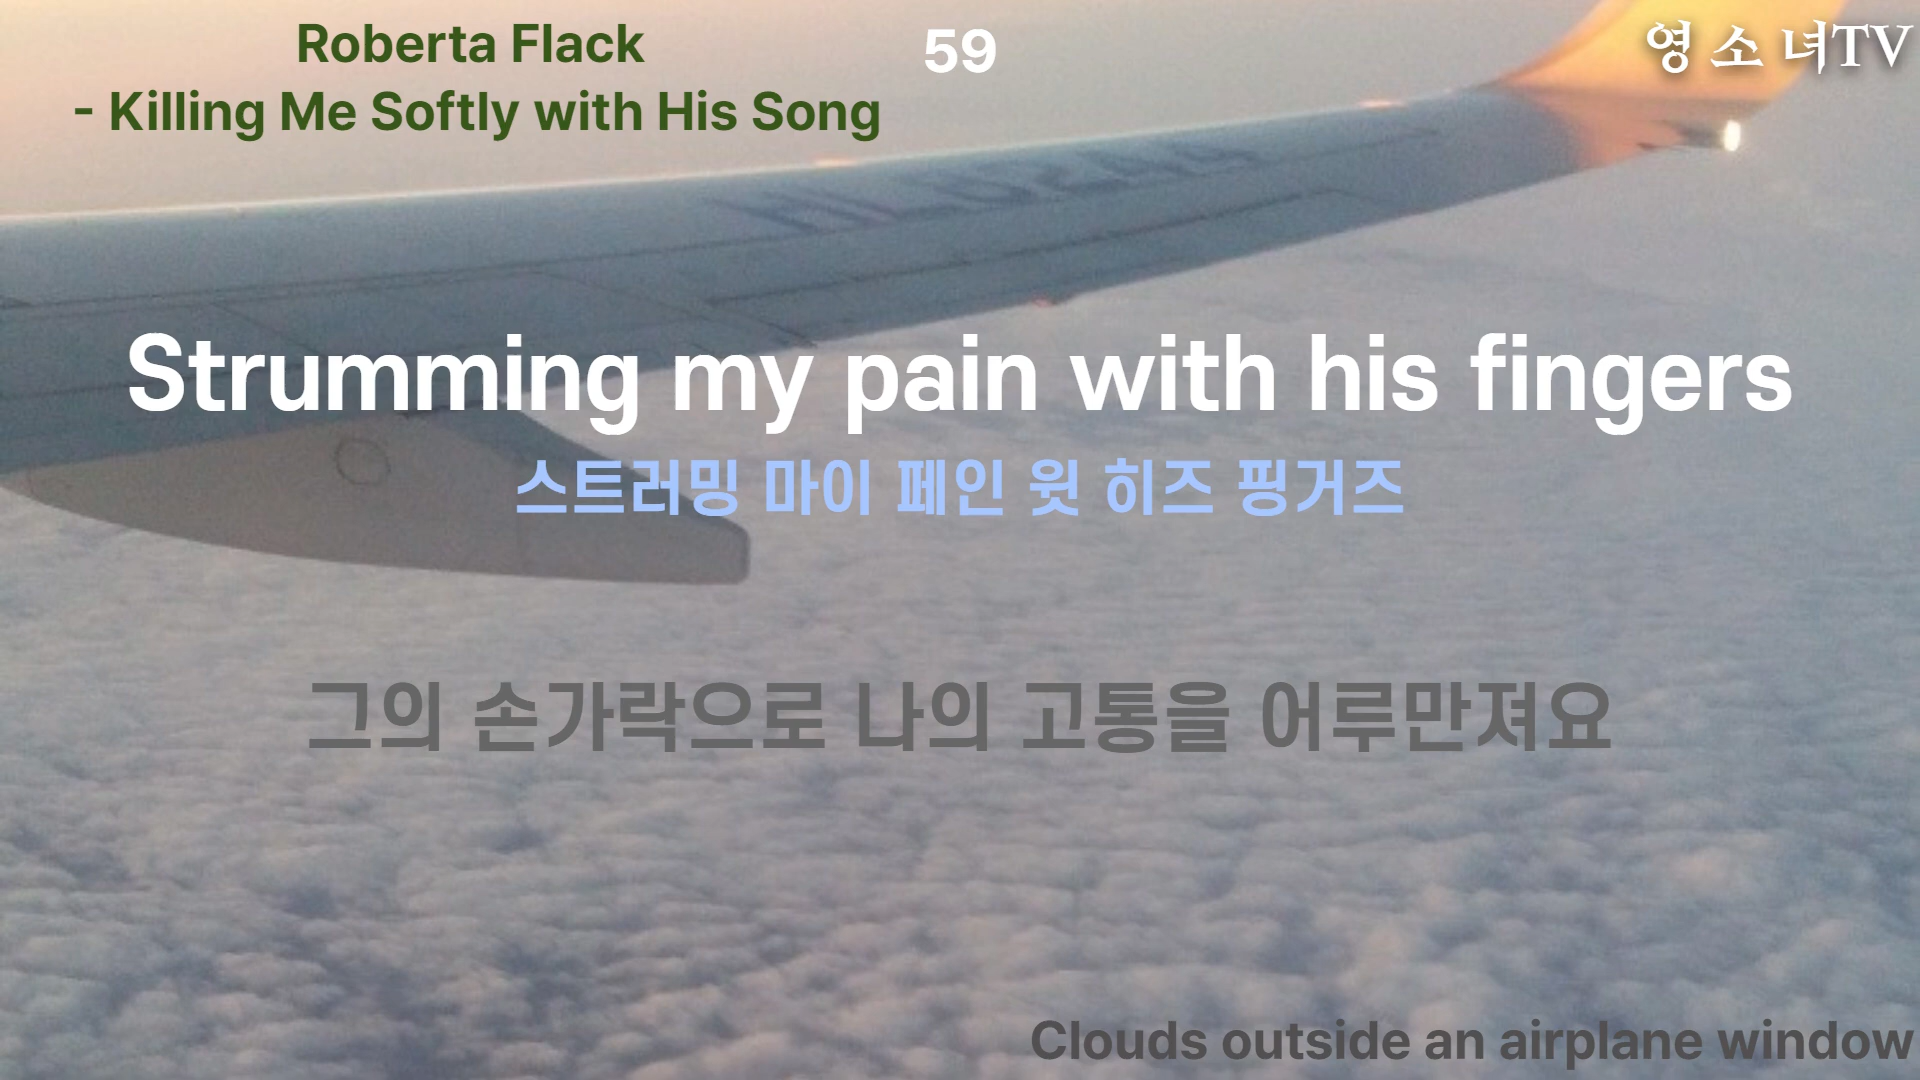 Roberta Flack
- Killing Me Softly with His Song
59
영 소 녀TV
HL8244
Strumming my pain with his fingers
스트러밍 마이 페인 윗 히즈 핑거즈
그의 손가락으로 나의 고통을 어루만져요
Clouds outside an airplane window